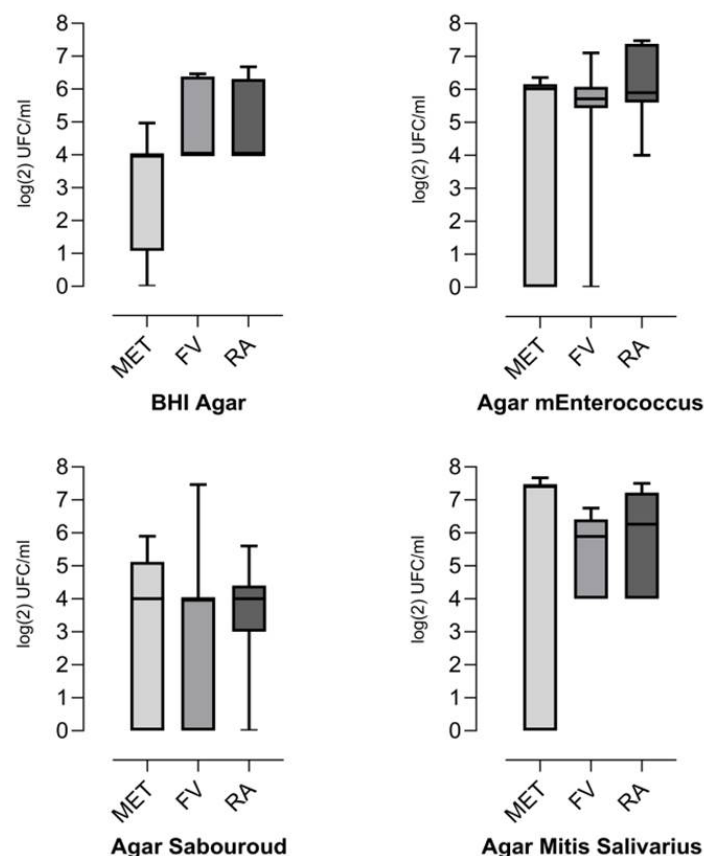 8
7
6
5
4
3
2
1
0
log(2) UFC/ml
MET
FV
RA
BHI Agar
8
7
6
5
4
3
2
1
0
log(2) UFC/ml
MET
FV
RA
Agar mEnterococcus
8
7
6
5
4
3
2
1
0
log(2) UFC/ml
MET
FV
RA
Agar Sabouroud
8
7
6
5
4
3
2
1
0
log(2) UFC/ml
MET
FV
RA
Agar Mitis Salivarius